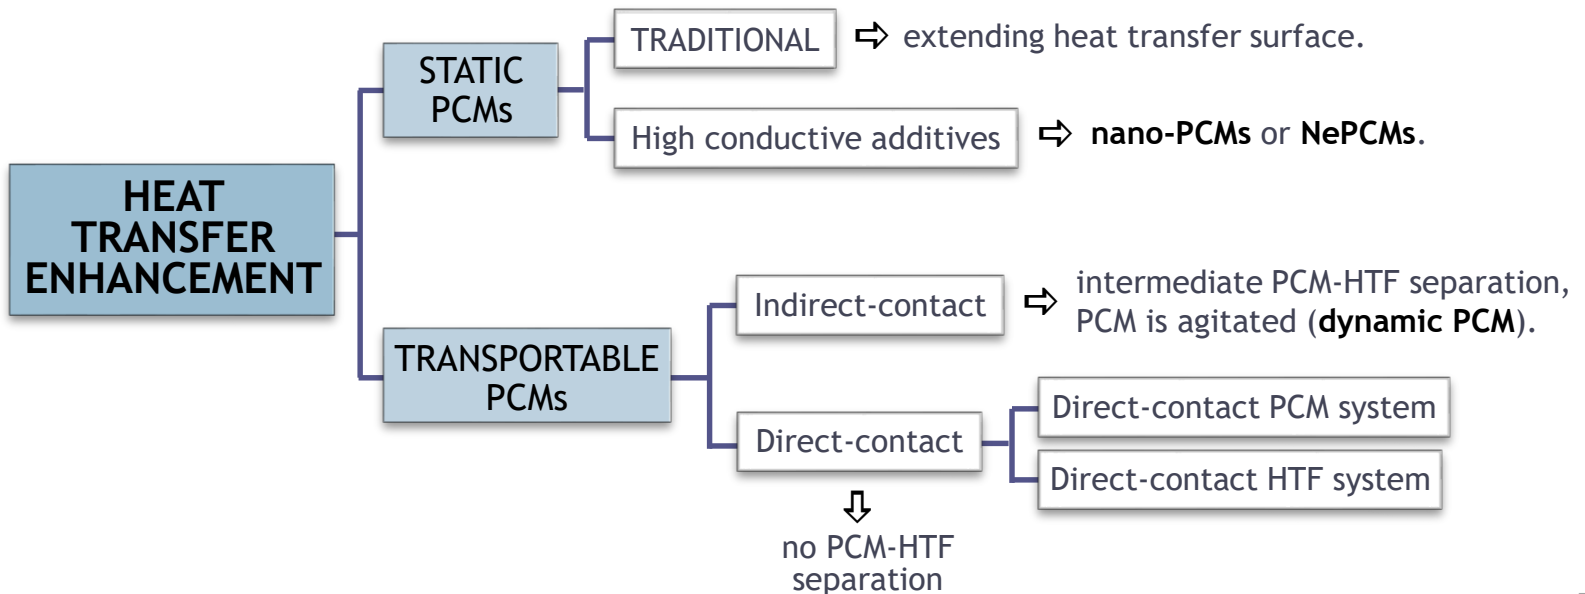 HEAT
TRANSFER
ENHANCEMENT
STATIC
PCMs
TRADITIONAL ⇨ extending heat transfer surface.
High conductive additives ⇨ nano-PCMs or NePCMs.
TRANSPORTABLE
PCMs
Indirect-contact ⇨ intermediate PCM-HTF separation,
PCM is agitated (dynamic PCM).
Direct-contact
Direct-contact PCM system
Direct-contact HTF system
no PCM-HTF
separation